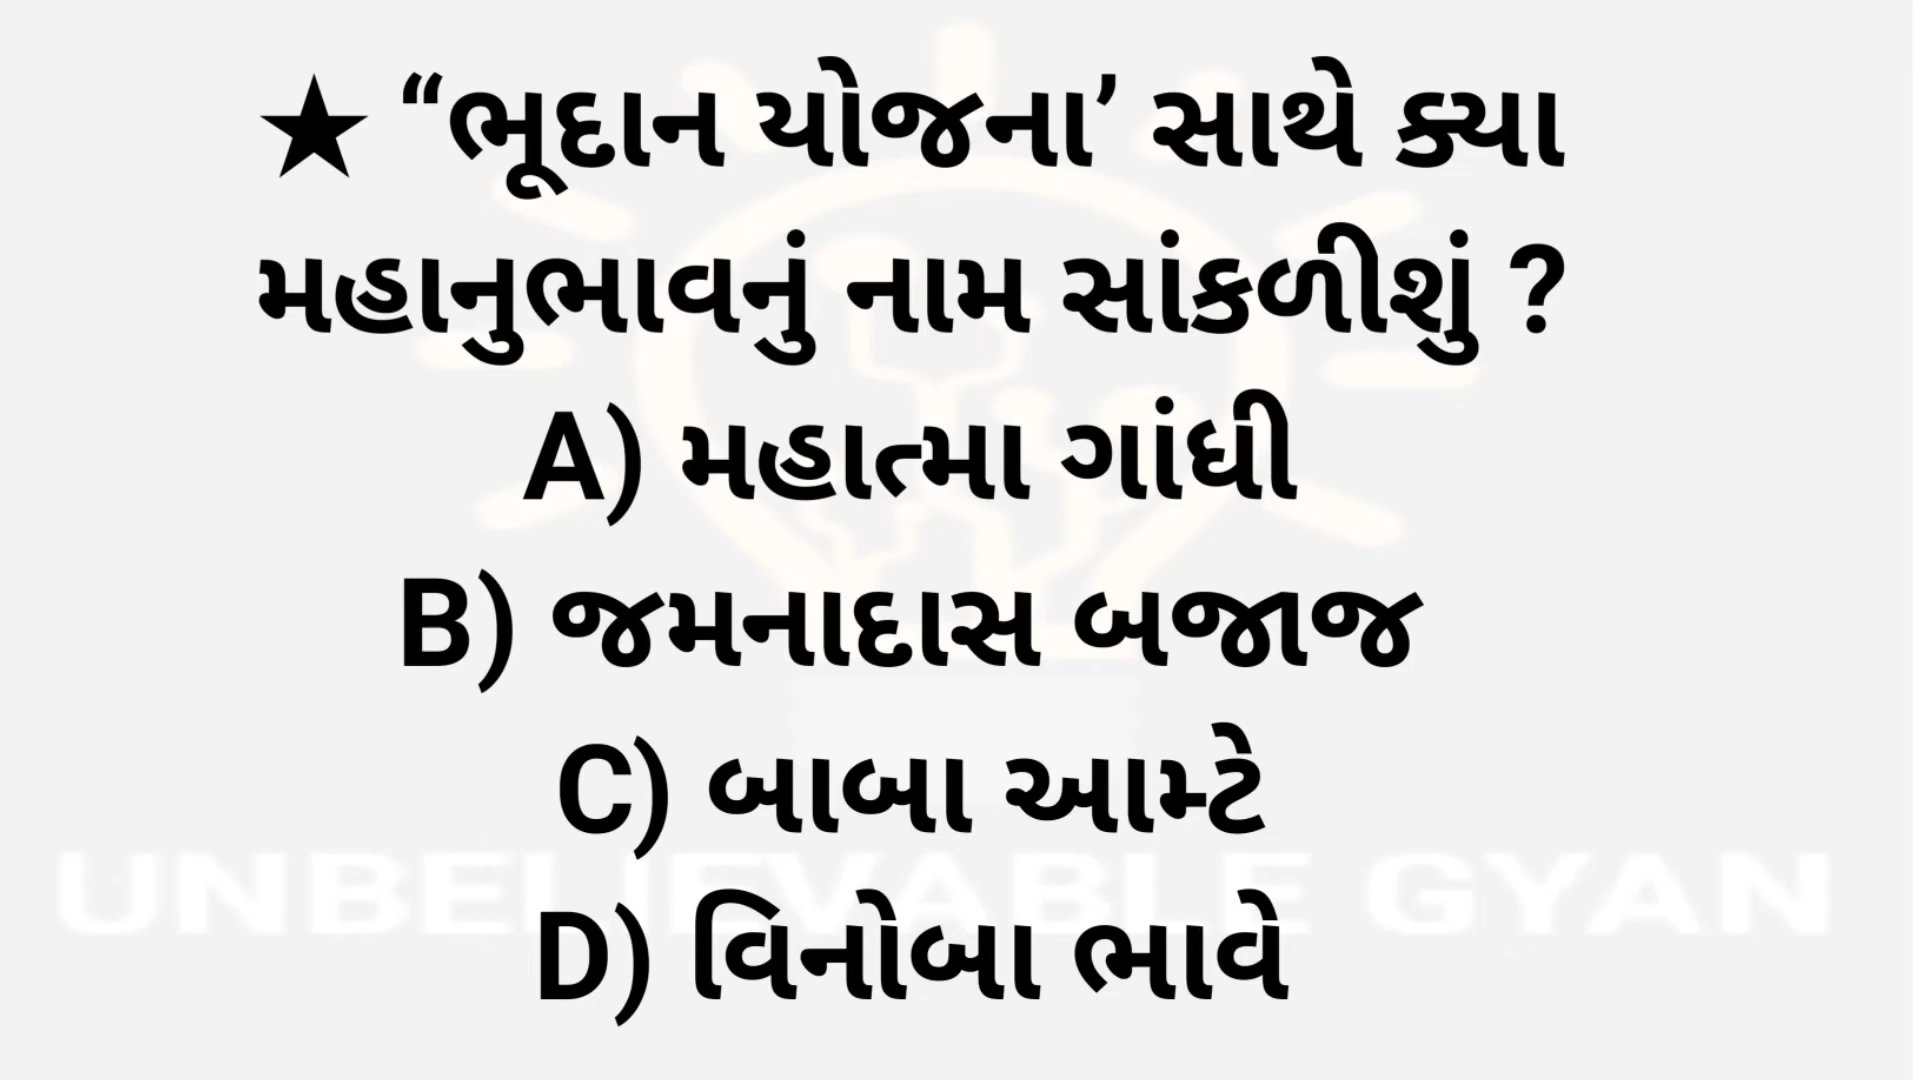 ★ “ભૂદાન યોજના’ સાથે ક્યા
મહાનુભાવનું નામ સાંકળીશું ?
A) મહાત્મા ગાંધી
B) જમનાદાસ બજાજ
C) બાબા આમ્ટે
UNBELIEVABLE GYAN
D) વિનોબા ભાવે